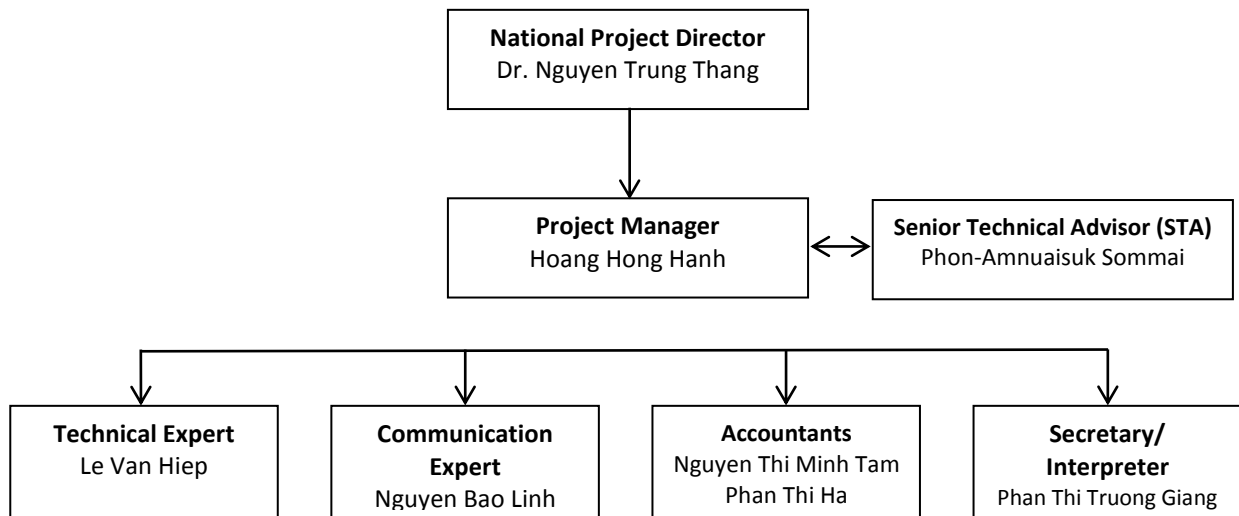 National Project Director
Dr. Nguyen Trung Thang
Project Manager
Hoang Hong Hanh
Senior Technical Advisor (STA)
Phon-Amnuaisuk Sommai
Technical Expert
Le Van Hiep
Communication
Expert
Nguyen Bao Linh
Accountants
Nguyen Thi Minh Tam
Phan Thi Ha
Secretary/
Interpreter
Phan Thi Truong Giang